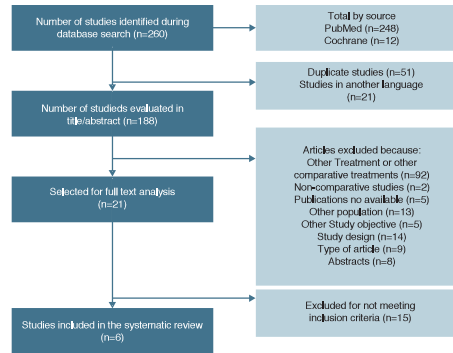 Number of studies identified during
database search (n=260)
Total by source
PubMed (n=248)
Cochrane (n=12)
Duplicate studies (n=51)
Studies in another language
(n=21)
Number of studieds evaluated in
title/abstract (n=188)
Articles excluded because:
Other Treatment or other
comparative treatments (n=92)
Non-comparative studies (n=2)
Publications no available (n=5)
Other population (n=13)
Other Study objective (n=5)
Study design (n=14)
Type of article (n=9)
Abstracts (n=8)
Selected for full text analysis
(n=21)
Excluded for not meeting
inclusion criteria (n=15)
Studies included in the systematic review
(n=6)